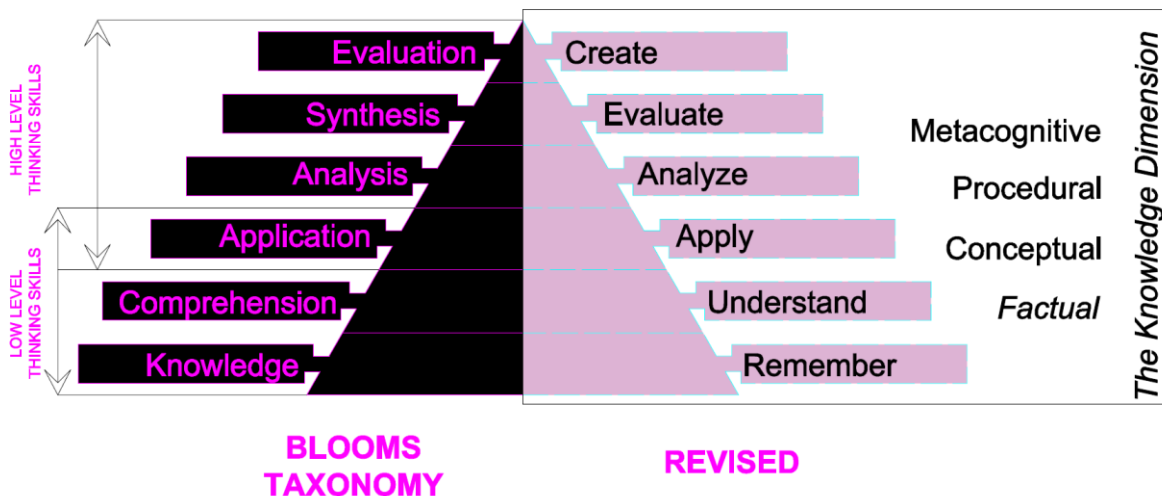 HIGH LEVEL
THINKING SKILLS
LOW LEVEL
THINKING SKILLS
Evaluation
Synthesis
Analysis
Application
Comprehension
Knowledge
Create
Evaluate
Analyze
Apply
Understand
Remember
Metacognitive
Procedural
Conceptual
Factual
The Knowledge Dimension
BLOOMS
TAXONOMY
REVISED